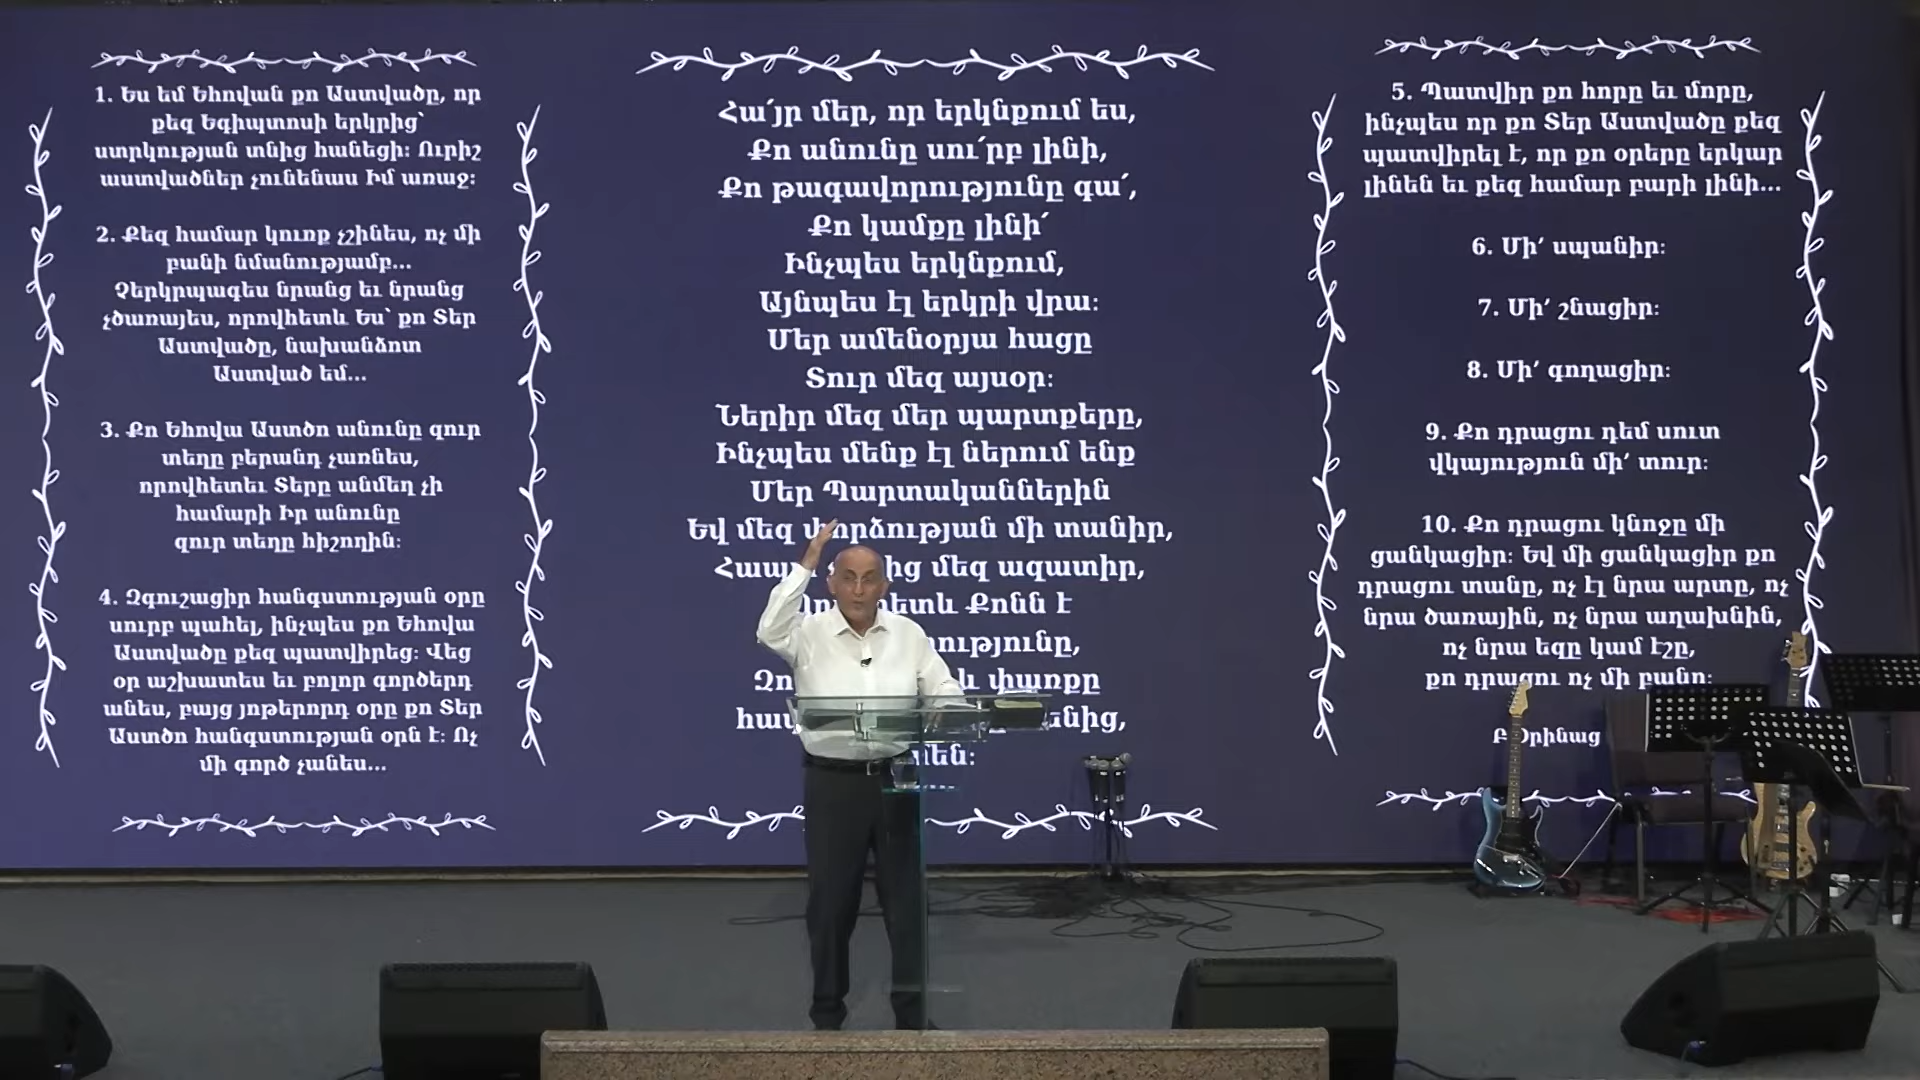 1. Ես եմ Եհովան քո Աստվածը, որ
քեզ Եգիպտոսի երկրից՝
ստրկության տնից հանեցի։ Ուրիշ
աստվածներ չունենաս Իմ առաջ։
2. Քեզ համար կուռք չշինես, ոչ մի
բանի նմանությամբ...
Չերկրպագես նրանց եւ նրանց
չծառայես, որովհետև Ես՝ քո Տեր
Աստվածը, նախանձոտ
Աստված եմ...
3. Քո Եհովա Աստծո անունը զուր
տեղը բերանդ չառնես,
որովհետեւ Տերը անմեղ չի
համարի Իր անունը
զուր տեղը հիշողին։
4. Զգուշացիր հանգստության օրը
սուրբ պահել, ինչպես քո Եհովա
Աստվածը քեզ պատվիրեց։ Վեց
օր աշխատես եւ բոլոր գործերդ
անես, բայց յոթերորդ օրը քո Տեր
Աստծո հանգստության օրն է։ Ոչ
մի գործ չանես...
Հա՛յր մեր, որ երկնքում ես,
Քո անունը սու՛րբ լինի,
Քո թագավորությունը գա՛,
Քո կամքը լինի՛
Ինչպես երկնքում,
Այնպես էլ երկրի վրա։
Մեր ամենօրյա հացը
Տուր մեզ այսօր։
Ներիր մեզ մեր պարտքերը,
Ինչպես մենք էլ ներում ենք
Մեր Պարտականներին
Եվ մեզ փորձության մի տանիր,
մեզ ազատիր,
Քոնն է
փառքը
5. Պատվիր քո հորը եւ մորը,
ինչպես որ քո Տեր Աստվածը քեզ
պատվիրել է, որ քո օրերը երկար
լինեն եւ քեզ համար բարի լինի...
6. Մի՛ սպանիր։
7. Մի՛ շնացիր։
8. Մի՛ գողացիր։
9. Քո դրացու դեմ սուտ
վկայություն մի՛ տուր։
10. Քո դրացու կնոջը մի
ցանկացիր։ Եվ մի ցանկացիր քո
դրացու տանը, ոչ էլ նրա արտը, ոչ
նրա ծառային, ոչ նրա աղախնին,
ոչ նրա եզը կամ էշը,
քո դրացու ոչ մի բանը։